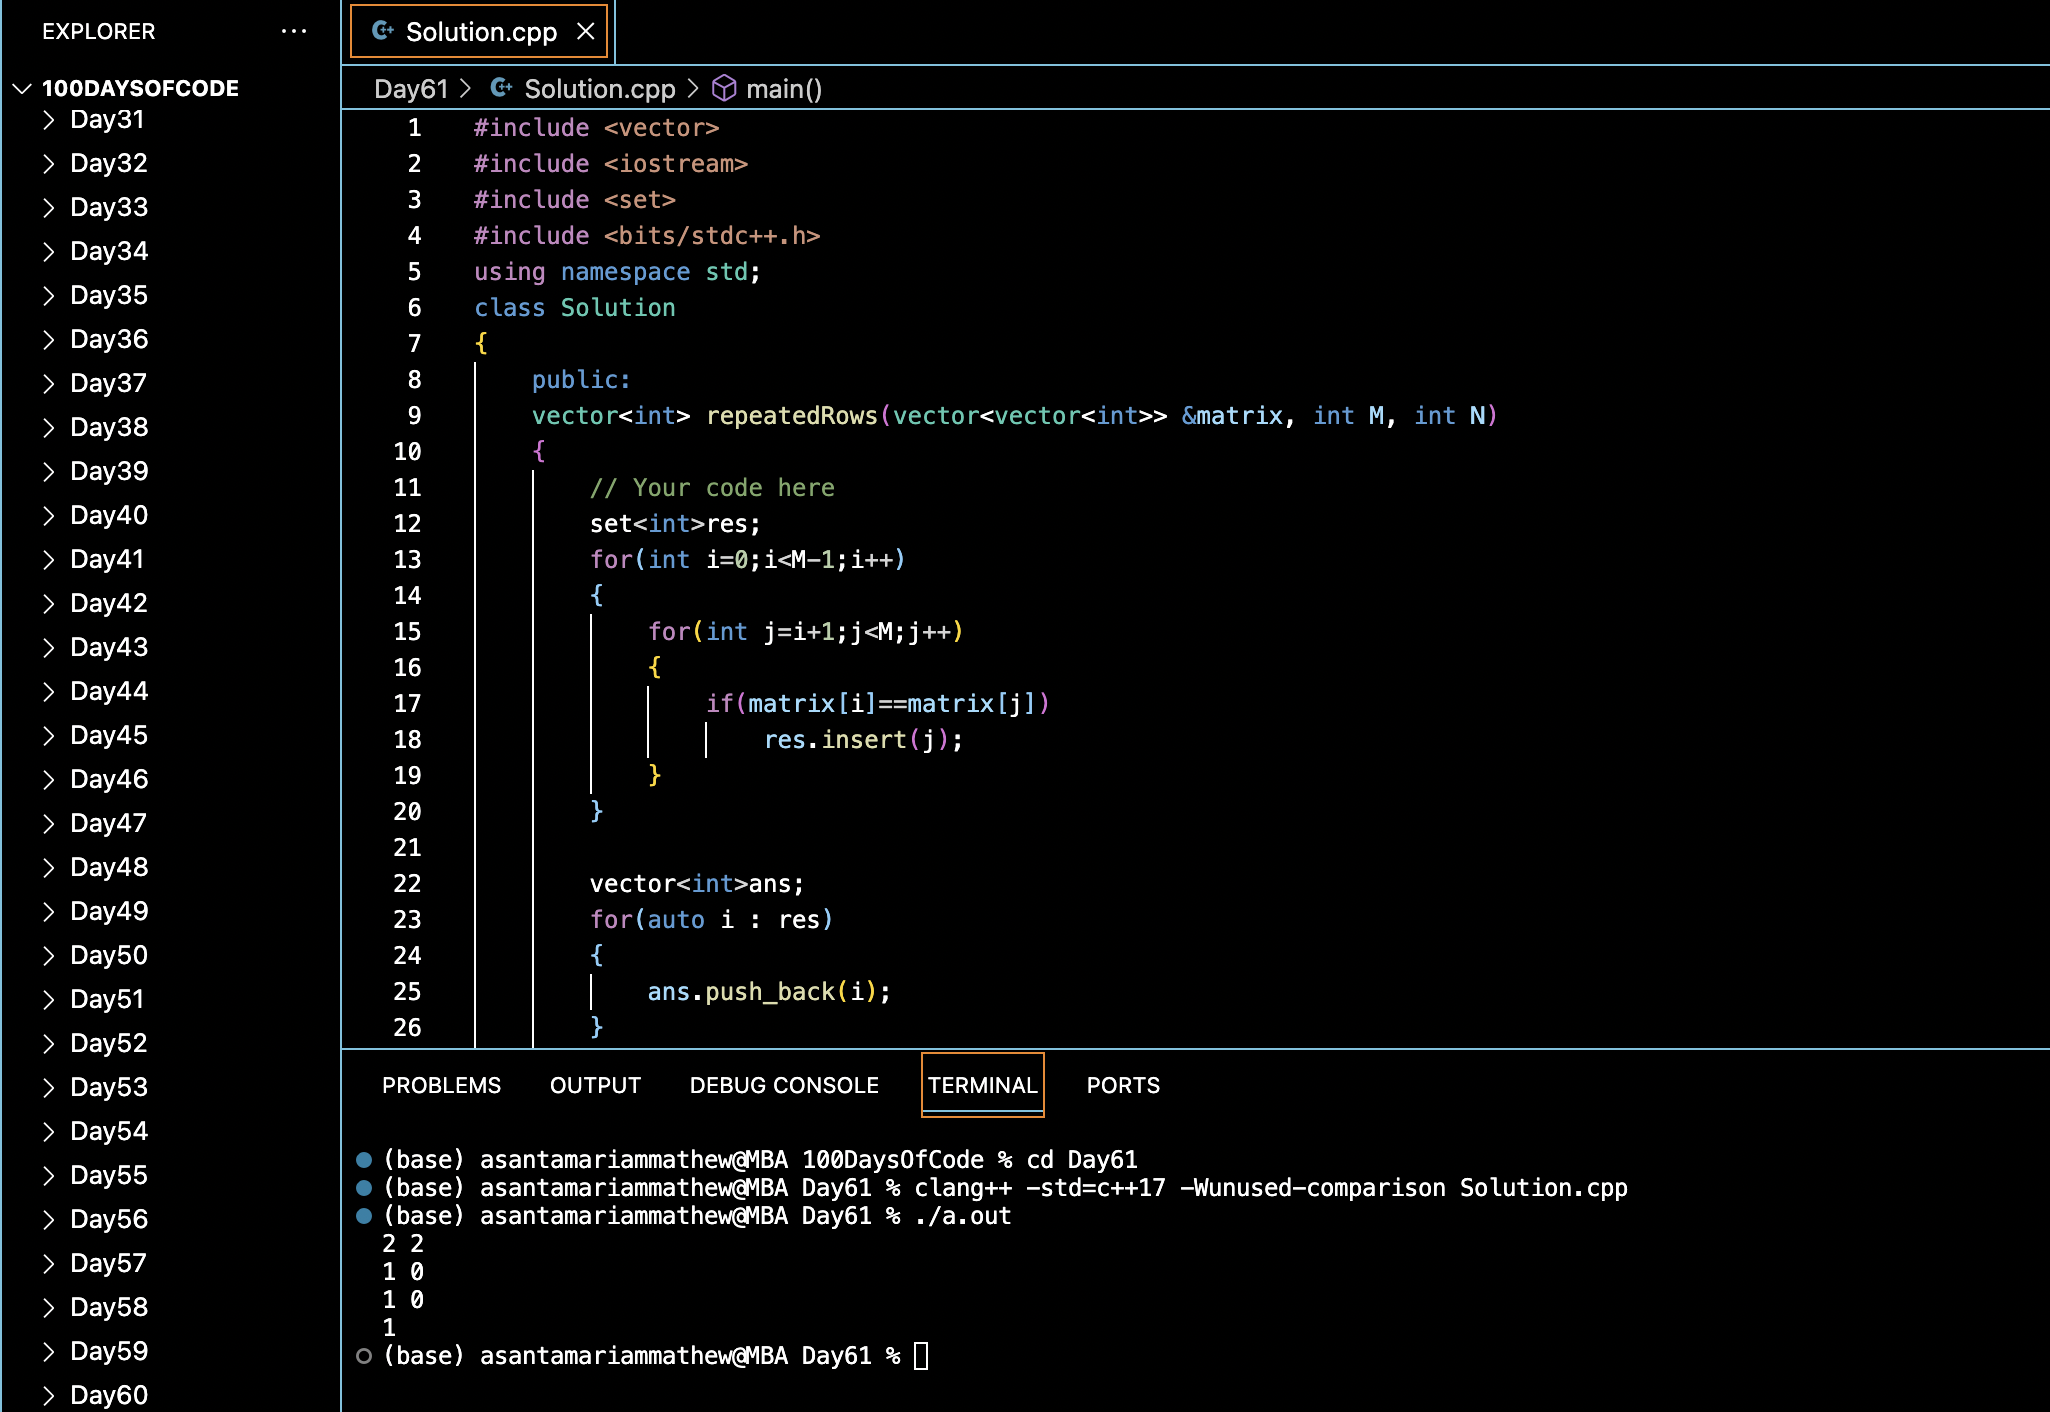 EXPLORER
100DAYSOFCODE
Day31
Day32
Day33
Day34
Day35
Day36
Day37
Day38
Day39
Day40
Day41
Day42
Day43
Day44
Day45
Day46
Day47
Day48
Day49
Day50
Day51
Day52
Day53
Day54
Day55
Day56
Day57
Day58
Day59
Day60
Solution.cpp
Day61 > Solution.cpp > main()
1 #include <vector>
2 #include <iostream>
3 #include <set>
4 #include <bits/stdc++.h>
5 using namespace std;
6 class Solution
7 {
8     public:
9     vector<int> repeatedRows(vector<vector<int>> &matrix, int M, int N)
10     {
11         // Your code here
12         set<int>res;
13         for(int i=0;i<M-1;i++)
14         {
15             for(int j=i+1;j<M;j++)
16             {
17                 if(matrix[i]==matrix[j])
18                     res.insert(j);
19             }
20         }
21
22         vector<int>ans;
23         for(auto i : res)
24         {
25             ans.push_back(i);
26         }
PROBLEMS OUTPUT DEBUG CONSOLE TERMINAL PORTS
(base) asantamariammathew@MBA 100DaysOfCode % cd Day61
(base) asantamariammathew@MBA Day61 % clang++ -std=c++17 -Wunused-comparison Solution.cpp
(base) asantamariammathew@MBA Day61 % ./a.out
2 2
1 0
1 0
1
(base) asantamariammathew@MBA Day61 %